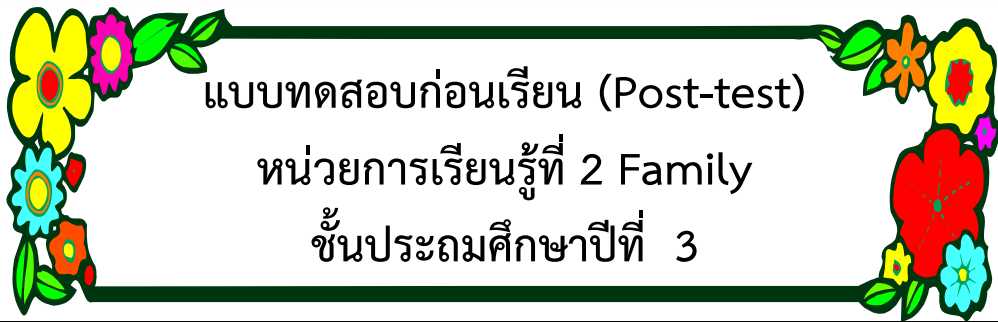 แบบทดสอบก่อนเรียน (Post-test)
หน่วยการเรียนรู้ที่ 2 Family
ชั้นประถมศึกษาปีที่ 3